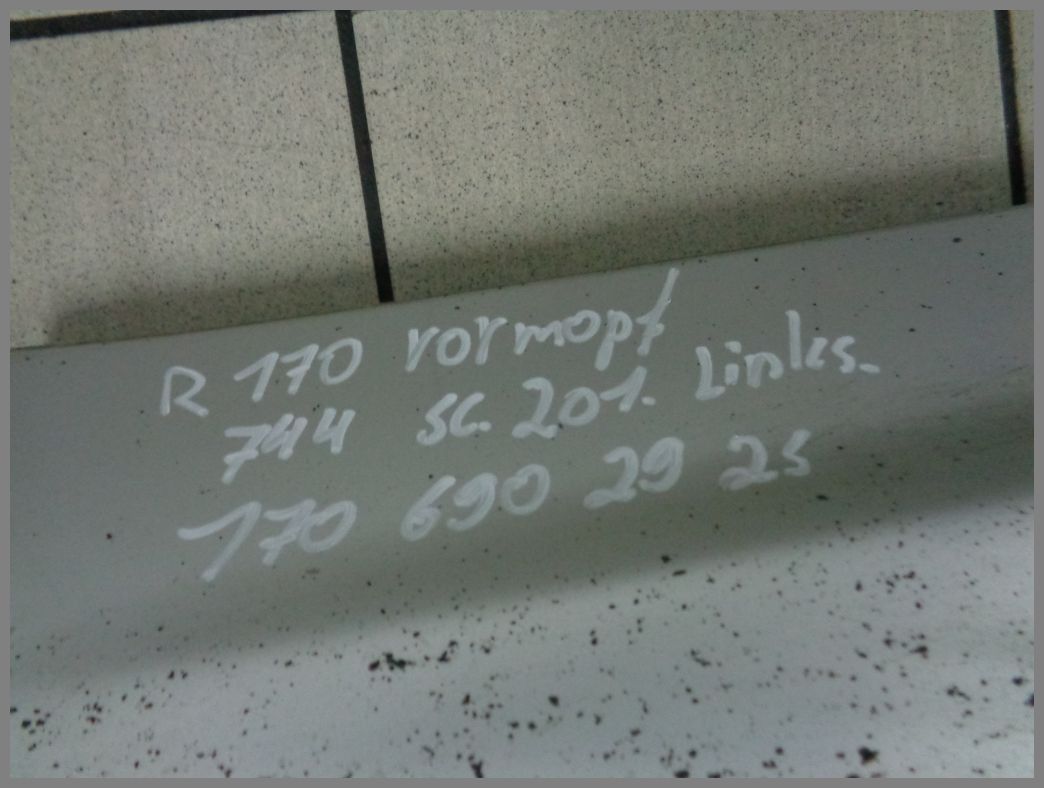 R 170 vormopf
744 SC. 201. Links.
170 690 29 25